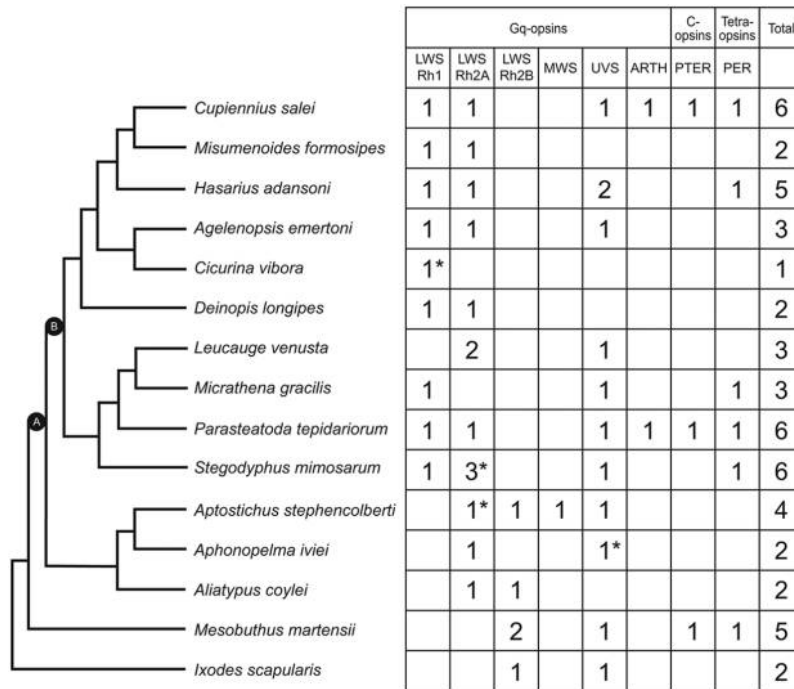 Gq-opsins C-opsins Tetra-opsins Total
LWS Rh1 LWS Rh2A LWS Rh2B MWS UVS ARTH PTER PER
Cupiennius salei 1 1 1 1 1 1 6
Misumenoides formosipes 1 1 2
Hasarius adansoni 1 1 2 1 5
Agelenopsis emertoni 1 1 1 3
Cicurina vibora 1* 1
Deinopis longipes 1 1 2
B
Leucauge venusta 2 1 3
Micrathena gracilis 1 1 1 3
A
Parasteatoda tepidariorum 1 1 1 1 1 1 6
Stegodyphus mimosarum 1 3* 1 1 6
Aptostichus stephencolberti 1* 1 1 1 4
Aphonopelma iviei 1 1* 2
Aliatypus coylei 1 1 2
Mesobuthus martensii 2 1 1 1 5
Ixodes scapularis 1 1 2